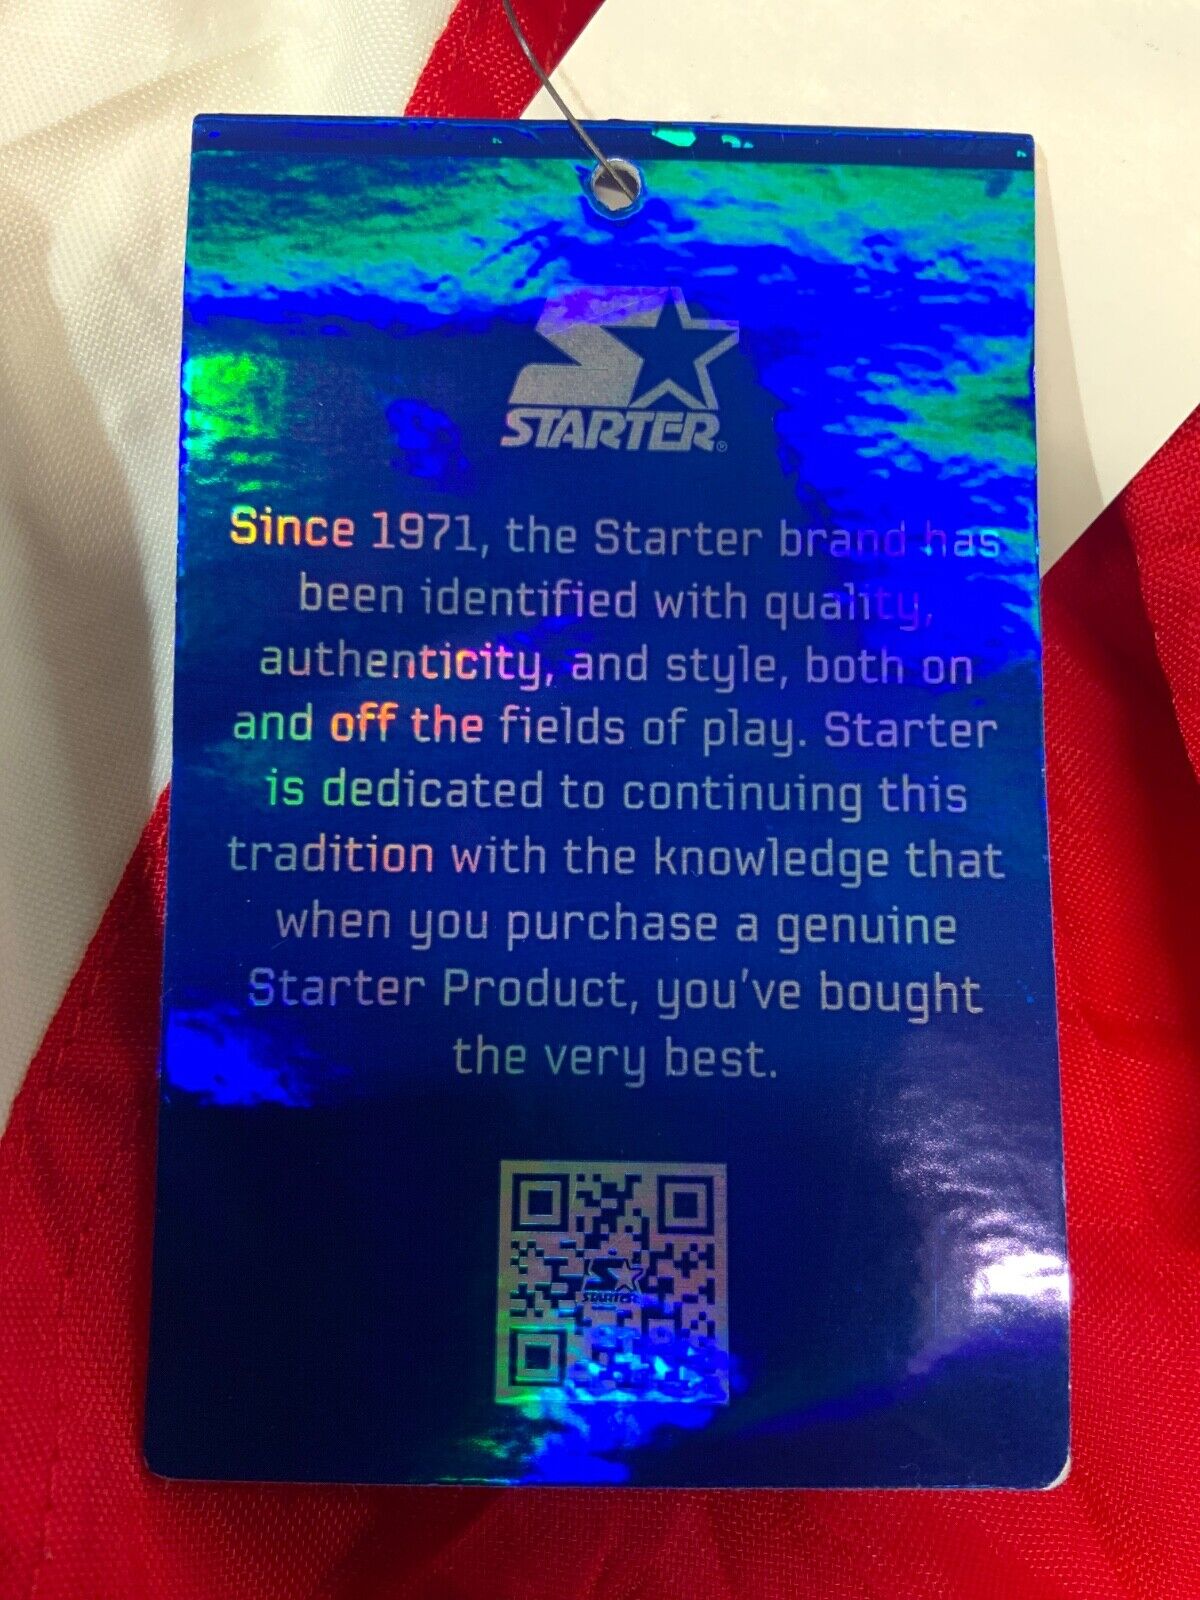 STARTER®
Since 1971, the Starter brand has
been identified with quality,
authenticity, and style, both on
and off the fields of play. Starter
is dedicated to continuing this
tradition with the knowledge that
when you purchase a genuine
Starter Product, you've bought
the very best.
STARTER